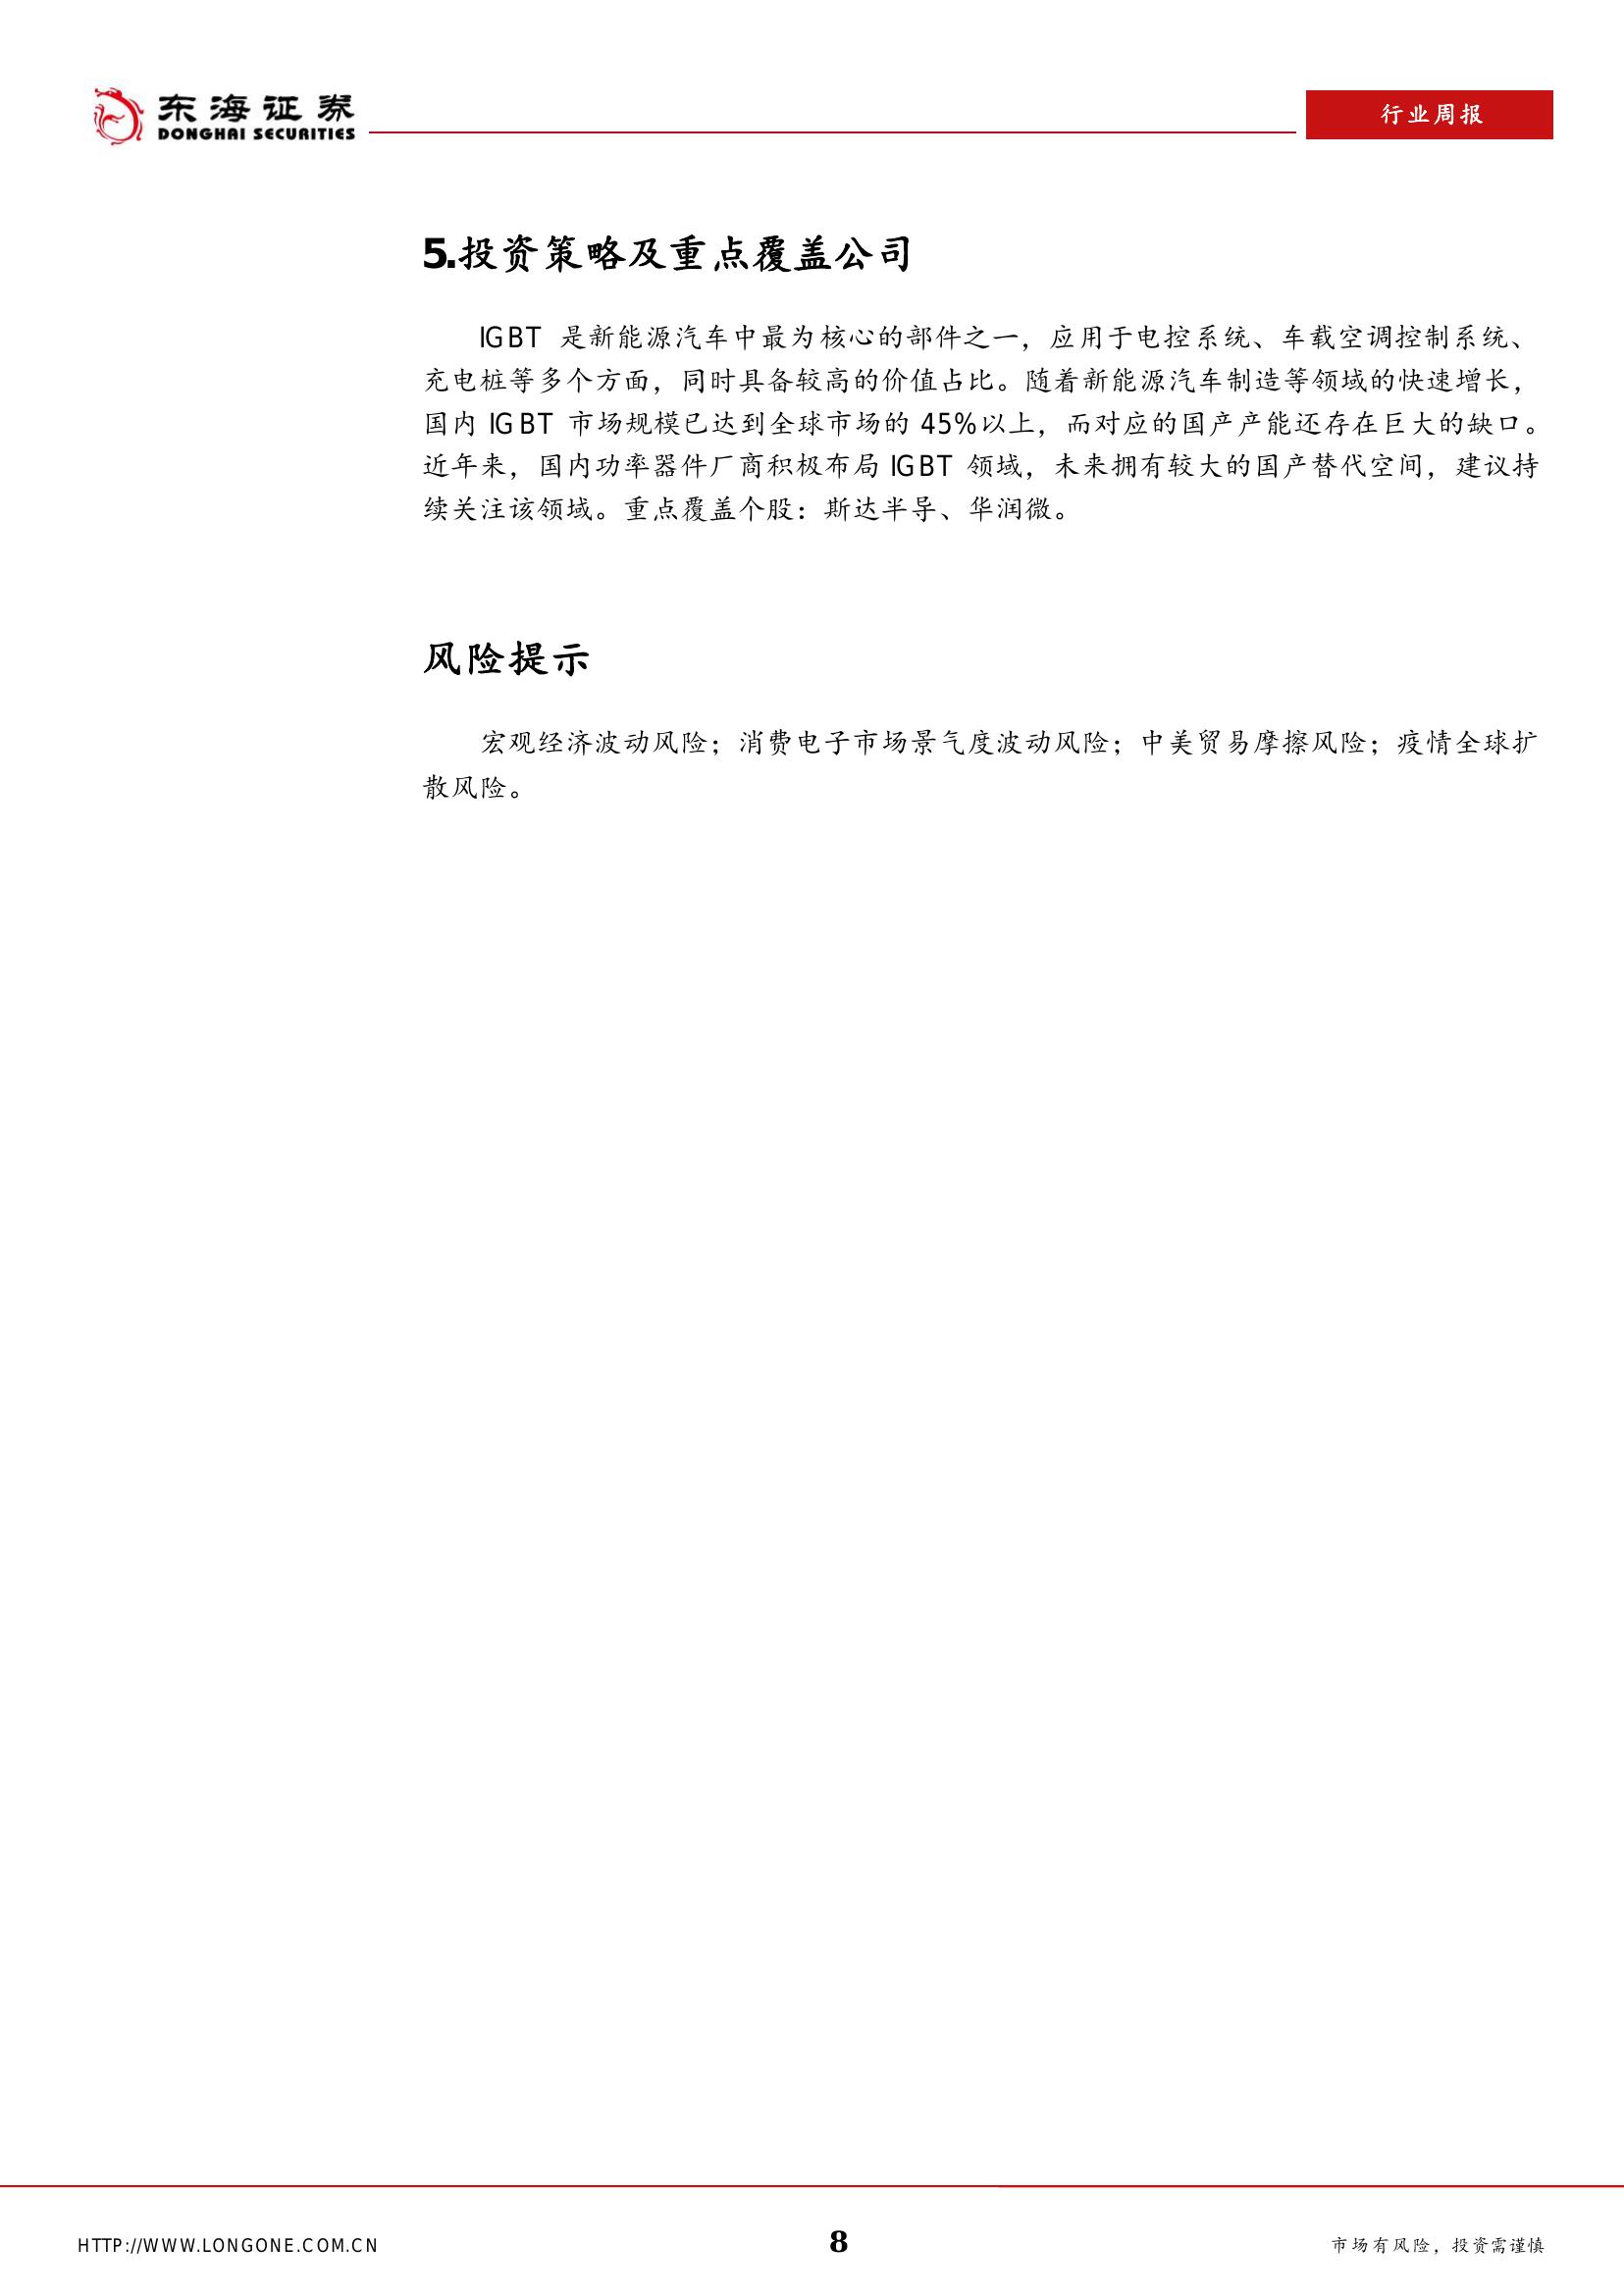 东海证券
DONGHAI SECURITIES
行业周报
5.投资策略及重点覆盖公司
IGBT 是新能源汽车中最为核心的部件之一，应用于电控系统、车载空调控制系统、
充电桩等多个方面，同时具备较高的价值占比。随着新能源汽车制造等领域的快速增长，
国内 IGBT 市场规模已达到全球市场的 45%以上，而对应的国产产能还存在巨大的缺口。
近年来，国内功率器件厂商积极布局 IGBT 领域，未来拥有较大的国产替代空间，建议持
续关注该领域。重点覆盖个股：斯达半导、华润微。
风险提示
宏观经济波动风险；消费电子市场景气度波动风险；中美贸易摩擦风险；疫情全球扩
散风险。
HTTP://WWW.LONGONE.COM.CN
8
市场有风险，投资需谨慎